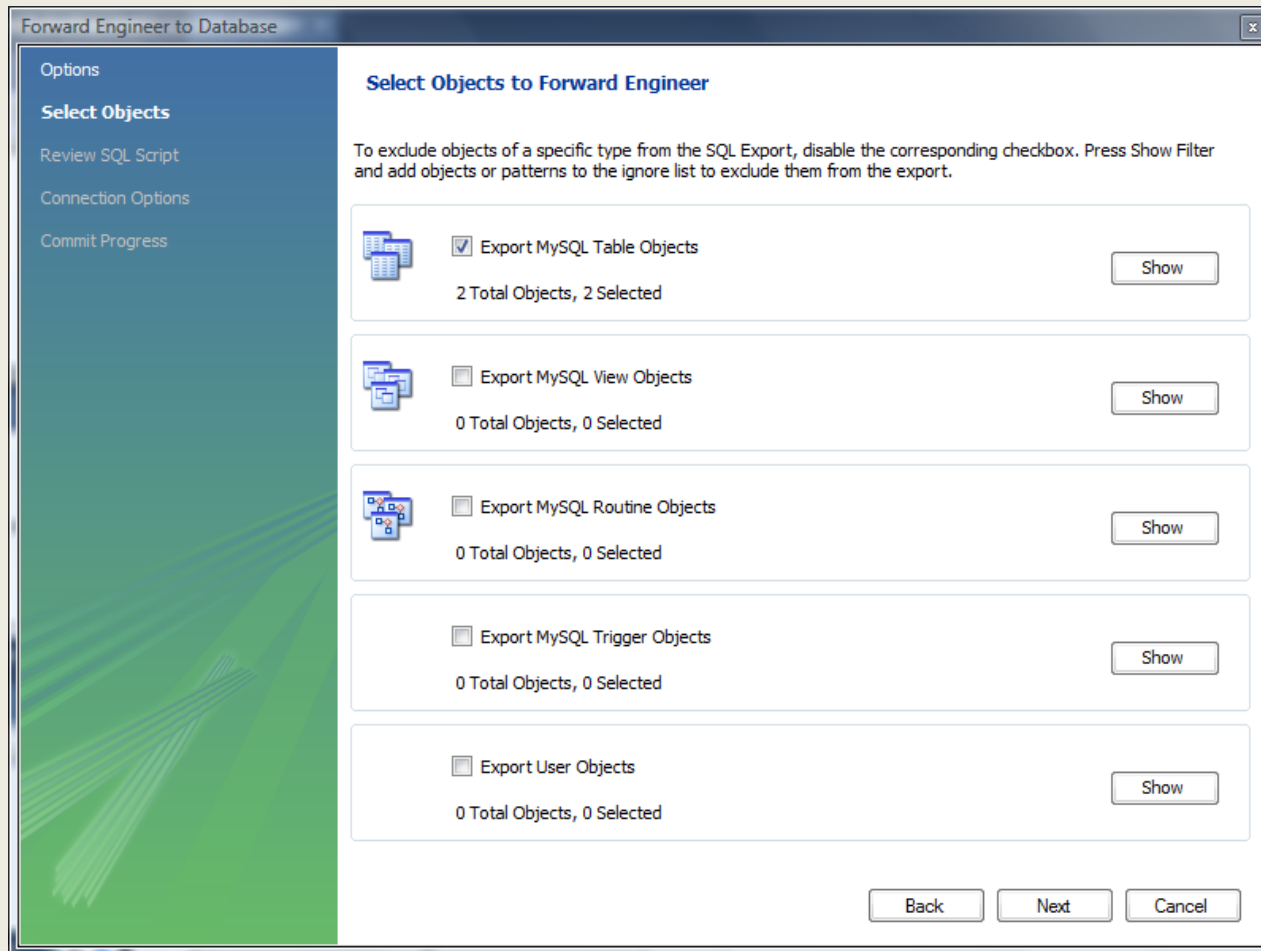 Forward Engineer to Database
x
Options
Select Objects
Review SQL Script
Connection Options
Commit Progress
Select Objects to Forward Engineer
To exclude objects of a specific type from the SQL Export, disable the corresponding checkbox. Press Show Filter
and add objects or patterns to the ignore list to exclude them from the export.
Export MySQL Table Objects
2 Total Objects, 2 Selected
Show
Export MySQL View Objects
0 Total Objects, 0 Selected
Show
Export MySQL Routine Objects
0 Total Objects, 0 Selected
Show
Export MySQL Trigger Objects
0 Total Objects, 0 Selected
Show
Export User Objects
0 Total Objects, 0 Selected
Show
Back Next Cancel